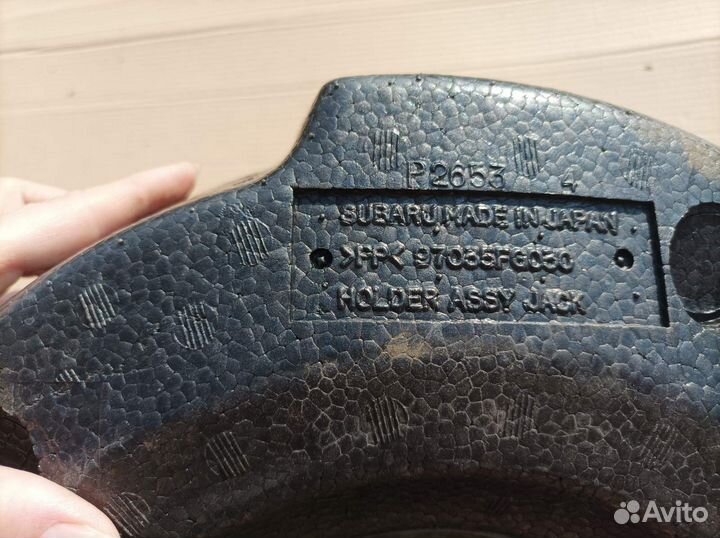 P2653 4
SUBARU,MADE IN JAPAN
>PP< 97035FG030
HOLDER ASSY JACK
Avito